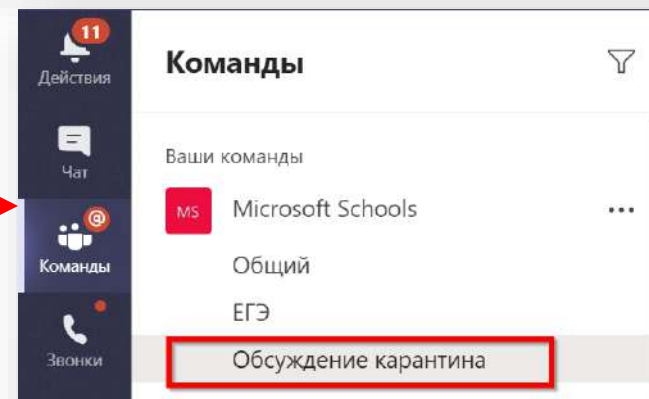 11
Действия
Команды
Чат
Ваши команды
MS Microsoft Schools ...
@
Команды
Общий
ЕГЭ
Звонки
Обсуждение карантина